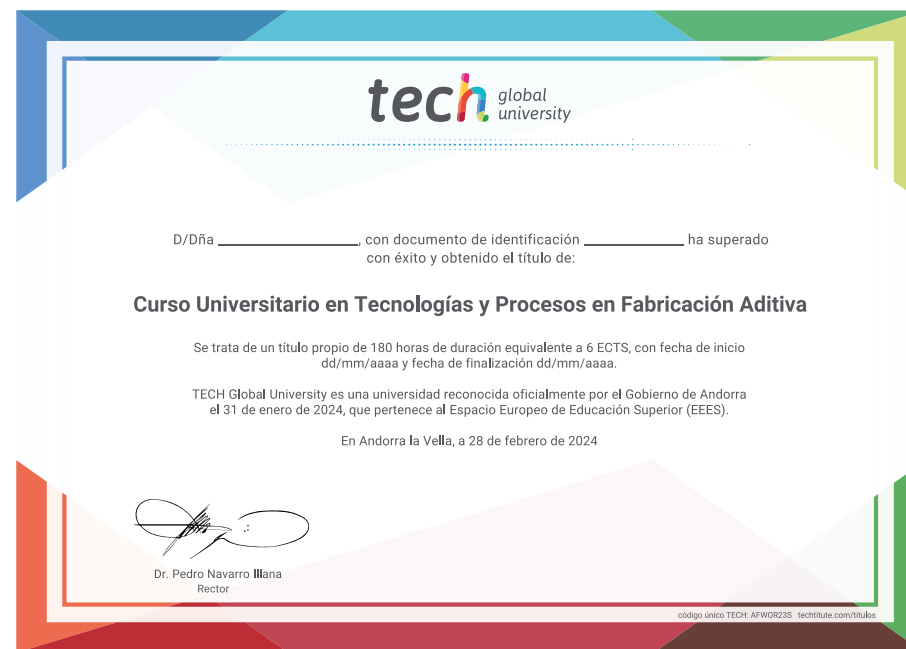 tech global university
D/Dña ______________, con documento de identificación __________ ha superado
con éxito y obtenido el título de:
Curso Universitario en Tecnologías y Procesos en Fabricación Aditiva
Se trata de un título propio de 180 horas de duración equivalente a 6 ECTS, con fecha de inicio
dd/mm/aaaa y fecha de finalización dd/mm/aaaa.
TECH Global University es una universidad reconocida oficialmente por el Gobierno de Andorra
el 31 de enero de 2024, que pertenece al Espacio Europeo de Educación Superior (EEES).
En Andorra la Vella, a 28 de febrero de 2024
Dr. Pedro Navarro Illana
Rector
código único TECH: AFWOR23S techtitute.com/titulos